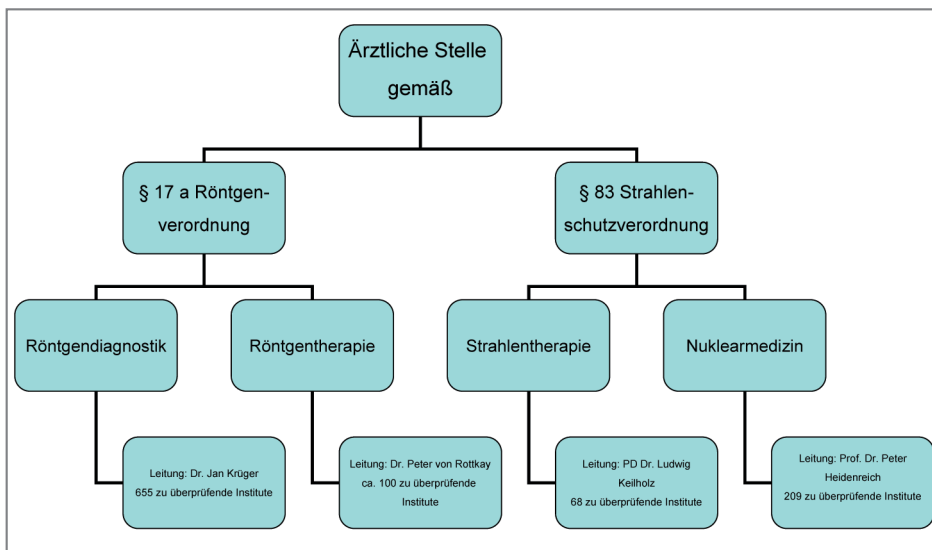 Ärztliche Stelle
gemäß
§ 17 a Röntgen-
verordnung
§ 83 Strahlen-
schutzverordnung
Röntgendiagnostik
Röntgentherapie
Strahlentherapie
Nuklearmedizin
Leitung: Dr. Jan Krüger
655 zu überprüfende Institute
Leitung: Dr. Peter von Rottkay
ca. 100 zu überprüfende
Institute
Leitung: PD Dr. Ludwig
Keilholz
68 zu überprüfende Institute
Leitung: Prof. Dr. Peter
Heidenreich
209 zu überprüfende Institute